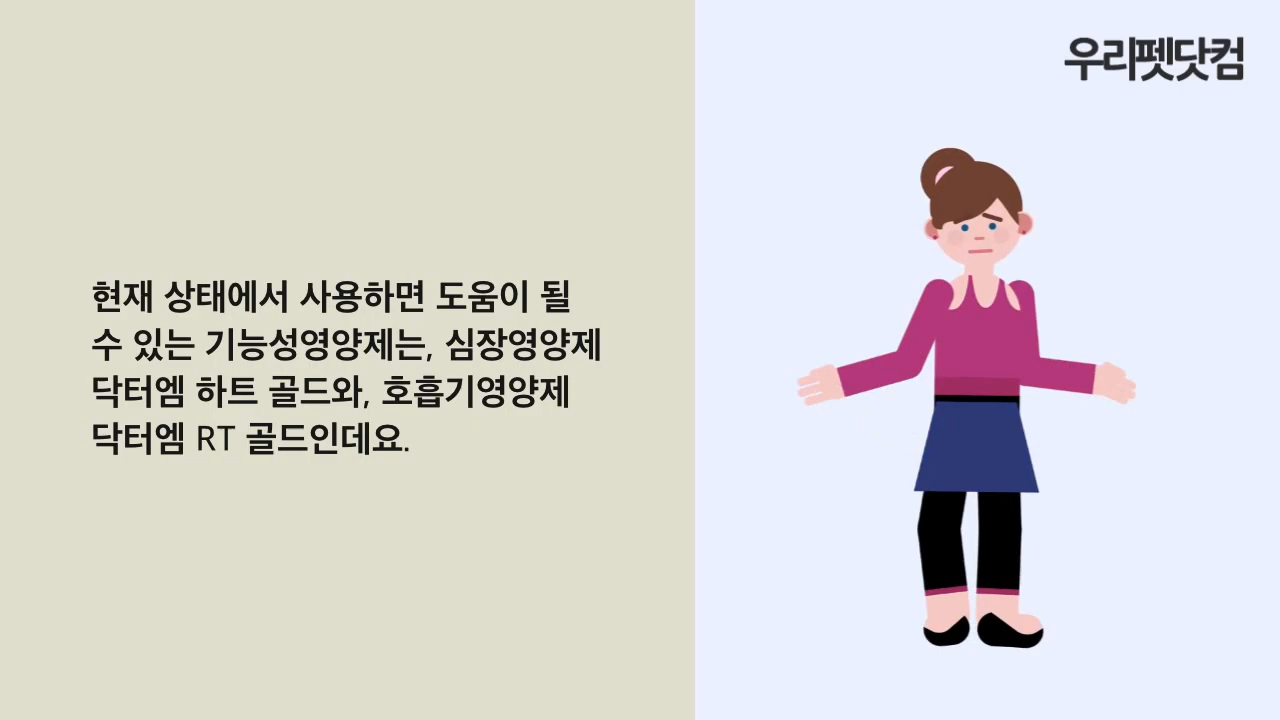 우리펫닷컴
현재 상태에서 사용하면 도움이 될
수 있는 기능성영양제는, 심장영양제
닥터엠 하트 골드와, 호흡기영양제
닥터엠 RT 골드인데요.